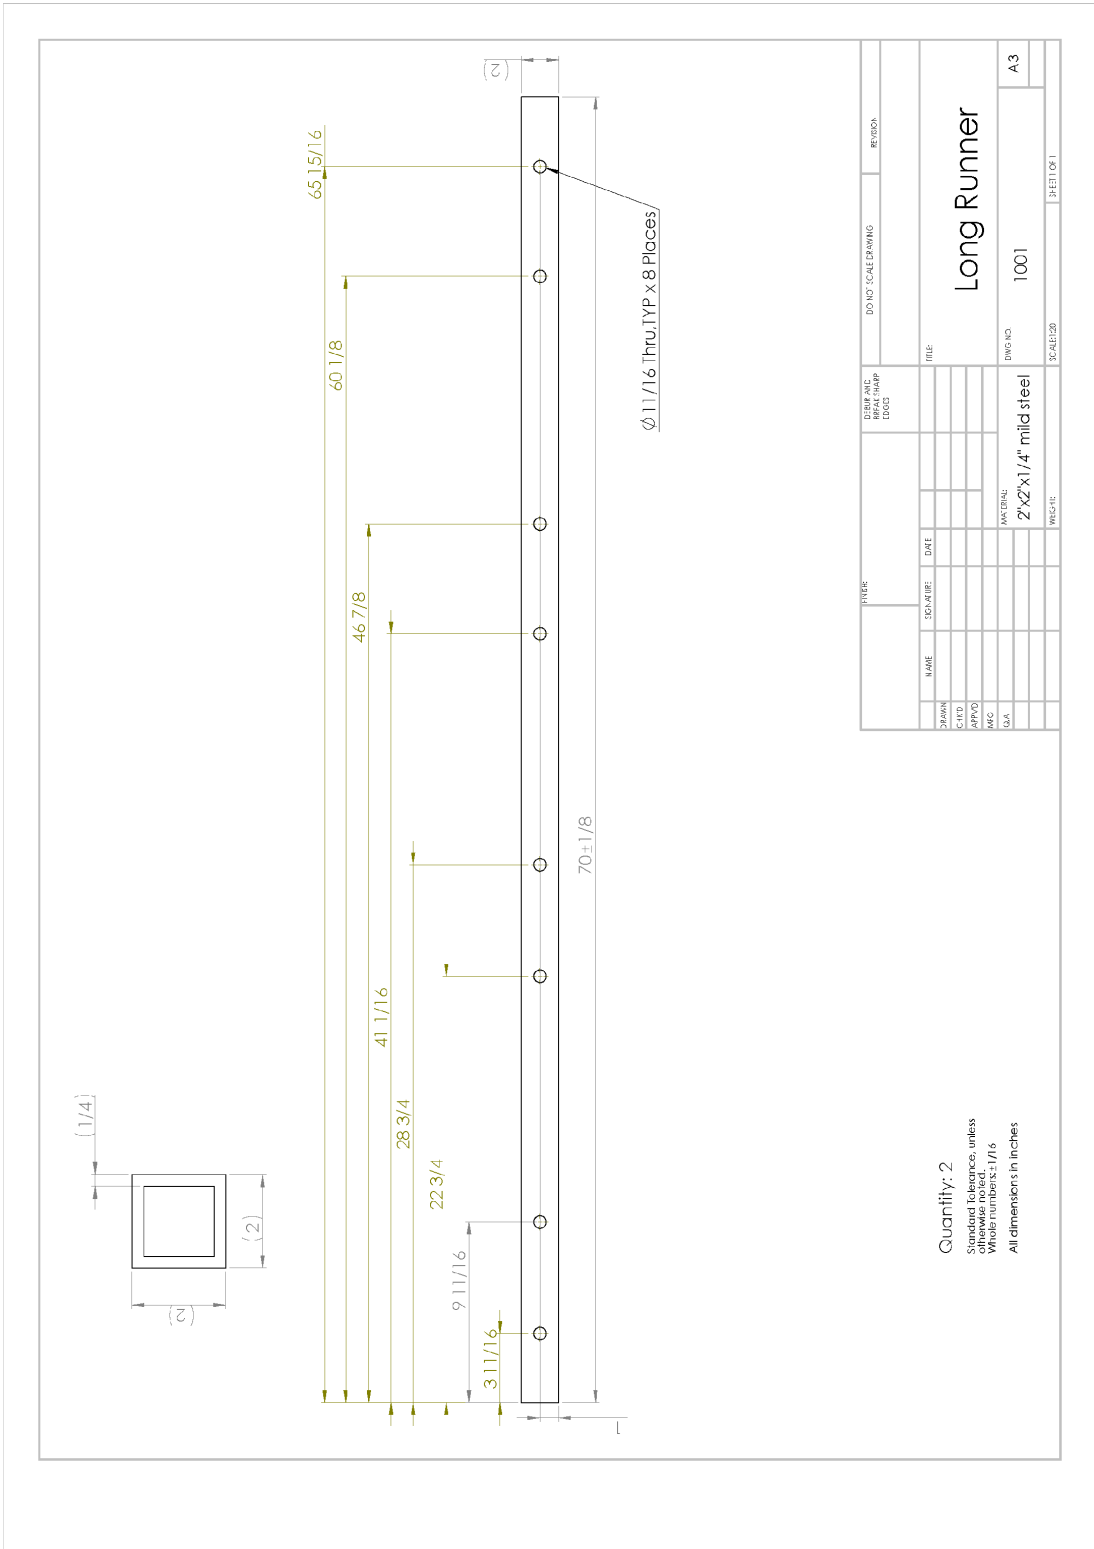 (1/4)
(2)
(2)
65 15/16
60 1/8
46 7/8
41 1/16
28 3/4
22 3/4
9 11/16
3 11/16
(2)
1
70±1/8
∅11/16 Thru,TYP x 8 Places
Quantity: 2
Standard Tolerance, unless
otherwise noted.
Whole numbers:±1/16
All dimensions in inches
FINISH:
DEBUR AND
BREAK SHARP
EDGES
DO NOT SCALE DRAWING
REVISION
NAME
SIGNATURE
DATE
DRAWN
CHK'D
APPV'D
MFG
Q.A
TITLE:
Long Runner
MATERIAL:
2"x2"x1/4" mild steel
DWG NO.
1001
A3
WEIGHT:
SCALE:1:20
SHEET 1 OF 1